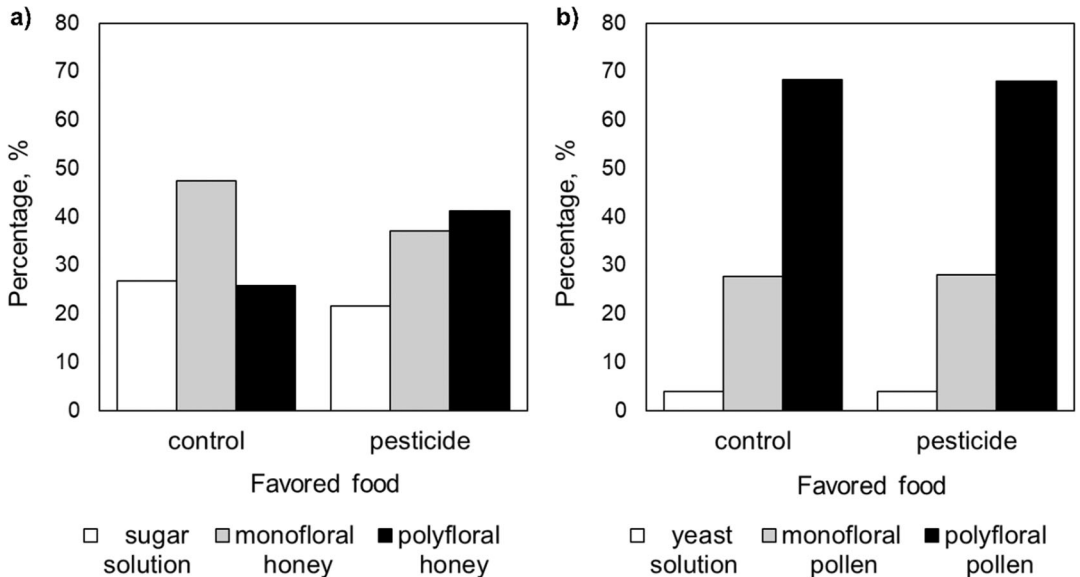 a)
80
70
60
50
40
30
20
10
0
Percentage, %
control pesticide
Favored food
sugar solution
monofloral honey
polyfloral honey
b)
80
70
60
50
40
30
20
10
0
Percentage, %
control pesticide
Favored food
yeast solution
monofloral pollen
polyfloral pollen